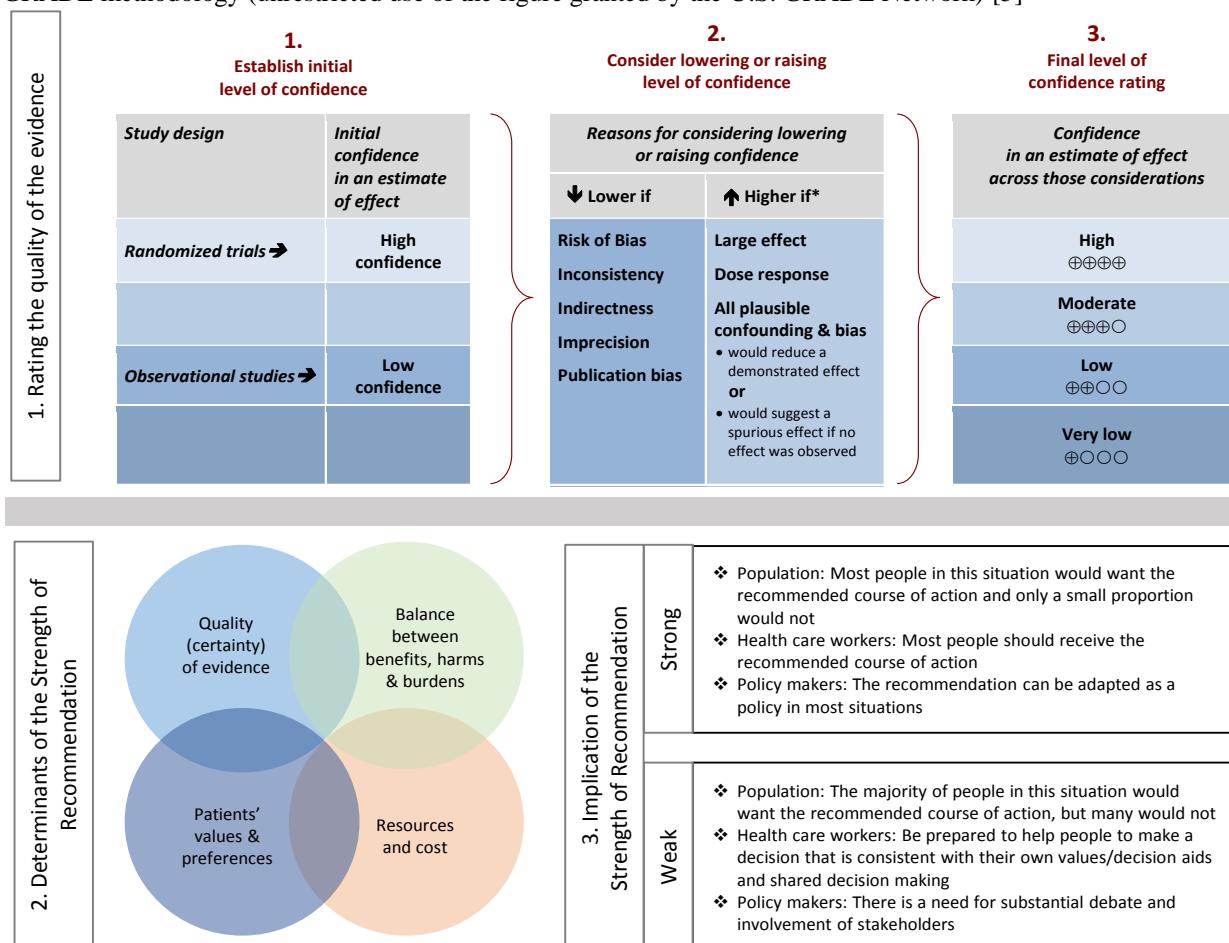 GRADE methodology (unrestricted use of the figure granted by the U.S. GRADE Network) [3]
1. Rating the quality of the evidence
1.
Establish initial
level of confidence
Study design
Initial
confidence
in an estimate
of effect
Randomized trials ➔
High
confidence
Observational studies ➔
Low
confidence
2.
Consider lowering or raising
level of confidence
Reasons for considering lowering
or raising confidence
🡻 Lower if
🡹 Higher if*
Risk of Bias
Inconsistency
Indirectness
Imprecision
Publication bias
Large effect
Dose response
All plausible
confounding & bias
• would reduce a
demonstrated effect
or
• would suggest a
spurious effect if no
effect was observed
3.
Final level of
confidence rating
Confidence
in an estimate of effect
across those considerations
High
⊕⊕⊕⊕
Moderate
⊕⊕⊕○
Low
⊕⊕○○
Very low
⊕○○○
2. Determinants of the Strength of
Recommendation
Quality
(certainty)
of evidence
Balance
between
benefits, harms
& burdens
Patients’
values &
preferences
Resources
and cost
3. Implication of the
Strength of Recommendation
Strong
❖ Population: Most people in this situation would want the
recommended course of action and only a small proportion
would not
❖ Health care workers: Most people should receive the
recommended course of action
❖ Policy makers: The recommendation can be adapted as a
policy in most situations
Weak
❖ Population: The majority of people in this situation would
want the recommended course of action, but many would not
❖ Health care workers: Be prepared to help people to make a
decision that is consistent with their own values/decision aids
and shared decision making
❖ Policy makers: There is a need for substantial debate and
involvement of stakeholders